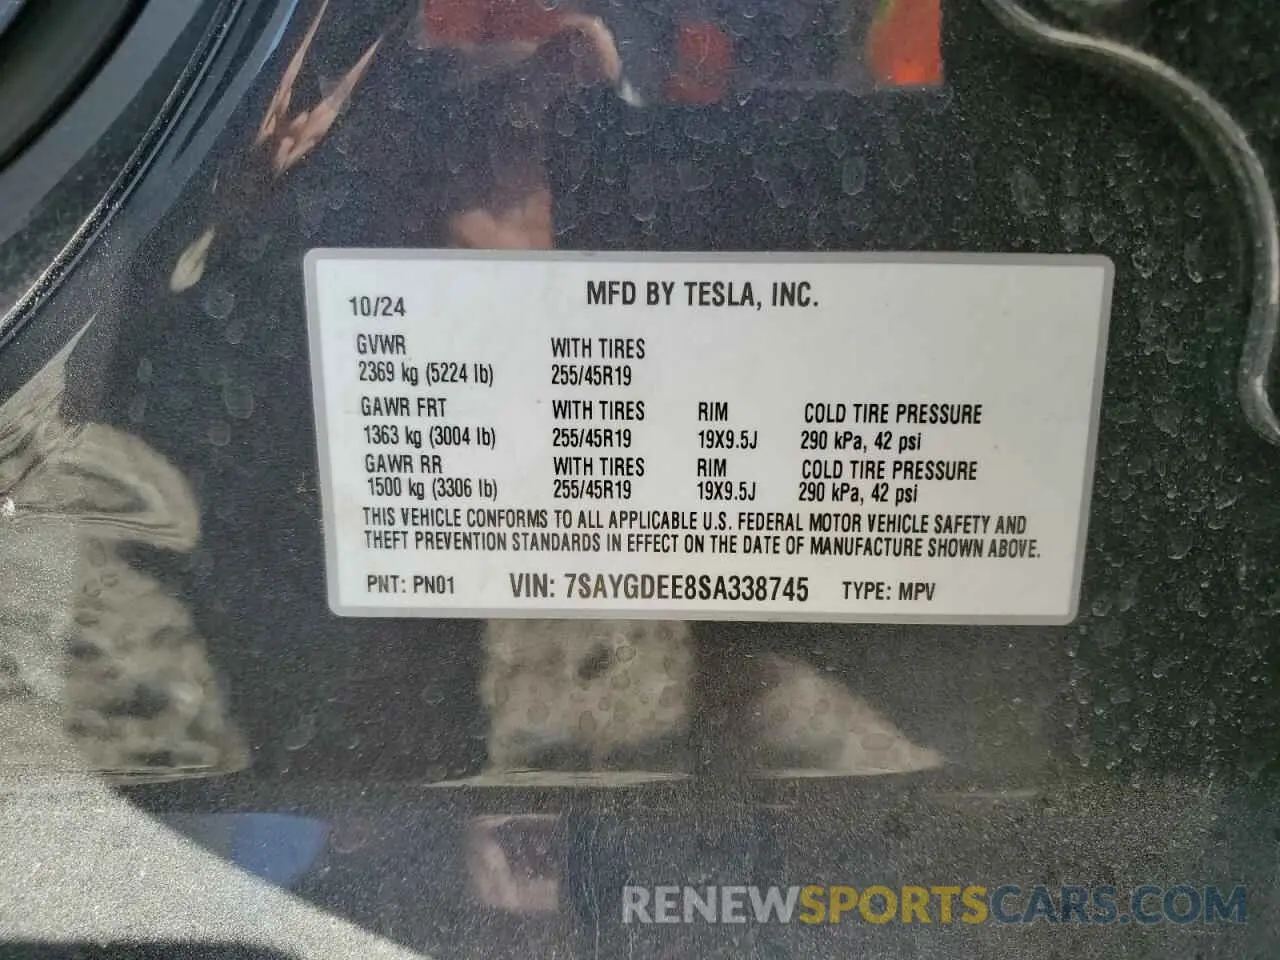 MFD BY TESLA, INC.
10/24
GVWR WITH TIRES
2369 kg (5224 lb) 255/45R19
GAWR FRT WITH TIRES RIM COLD TIRE PRESSURE
1363 kg (3004 lb) 255/45R19 19X9.5J 290 kPa, 42 psi
GAWR RR WITH TIRES RIM COLD TIRE PRESSURE
1500 kg (3306 lb) 255/45R19 19X9.5J 290 kPa, 42 psi
THIS VEHICLE CONFORMS TO ALL APPLICABLE U.S. FEDERAL MOTOR VEHICLE SAFETY AND
THEFT PREVENTION STANDARDS IN EFFECT ON THE DATE OF MANUFACTURE SHOWN ABOVE.
PNT: PN01 VIN: 7SAYGDEE8SA338745 TYPE: MPV
RENEWSPORTSCARS.COM